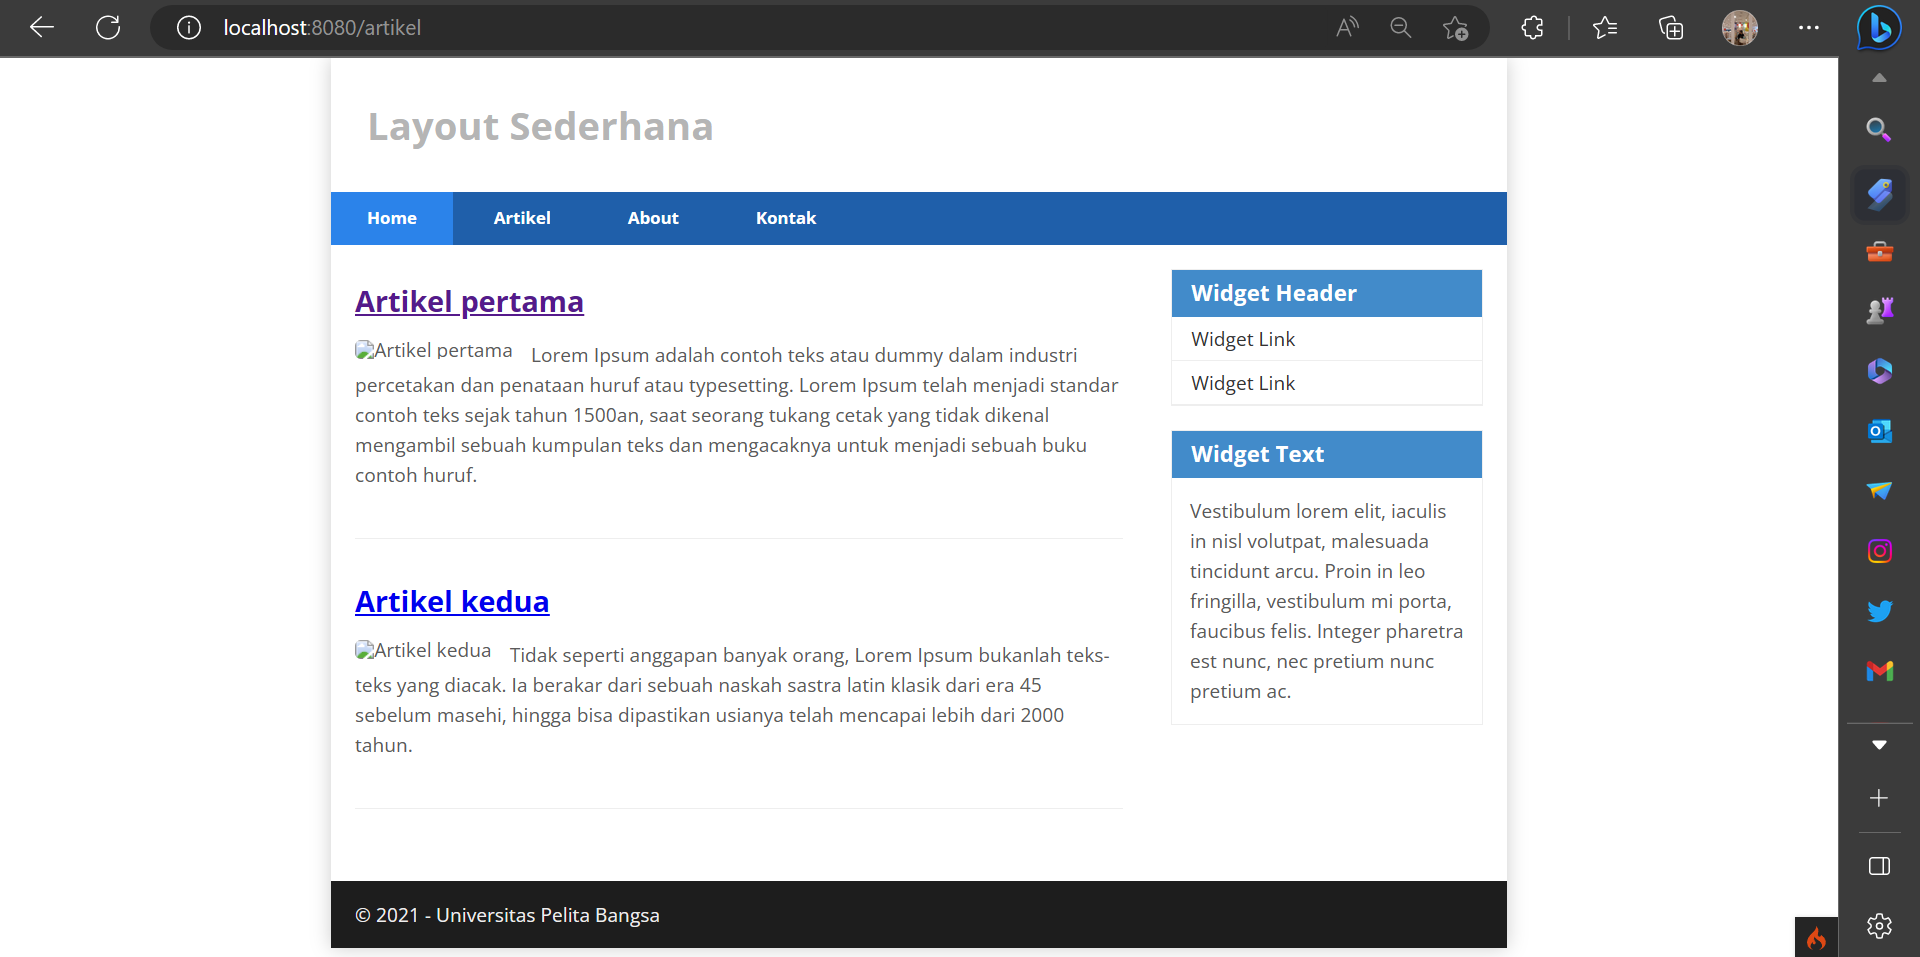 localhost:8080/artikel
Layout Sederhana
Home Artikel About Kontak
Artikel pertama
Artikel pertama Lorem Ipsum adalah contoh teks atau dummy dalam industri
percetakan dan penataan huruf atau typesetting. Lorem Ipsum telah menjadi standar
contoh teks sejak tahun 1500an, saat seorang tukang cetak yang tidak dikenal
mengambil sebuah kumpulan teks dan mengacaknya untuk menjadi sebuah buku
contoh huruf.
Artikel kedua
Artikel kedua Tidak seperti anggapan banyak orang, Lorem Ipsum bukanlah teks-
teks yang diacak. Ia berakar dari sebuah naskah sastra latin klasik dari era 45
sebelum masehi, hingga bisa dipastikan usianya telah mencapai lebih dari 2000
tahun.
Widget Header
Widget Link
Widget Link
Widget Text
Vestibulum lorem elit, iaculis
in nisl volutpat, malesuada
tincidunt arcu. Proin in leo
fringilla, vestibulum mi porta,
faucibus felis. Integer pharetra
est nunc, nec pretium nunc
pretium ac.
© 2021 - Universitas Pelita Bangsa